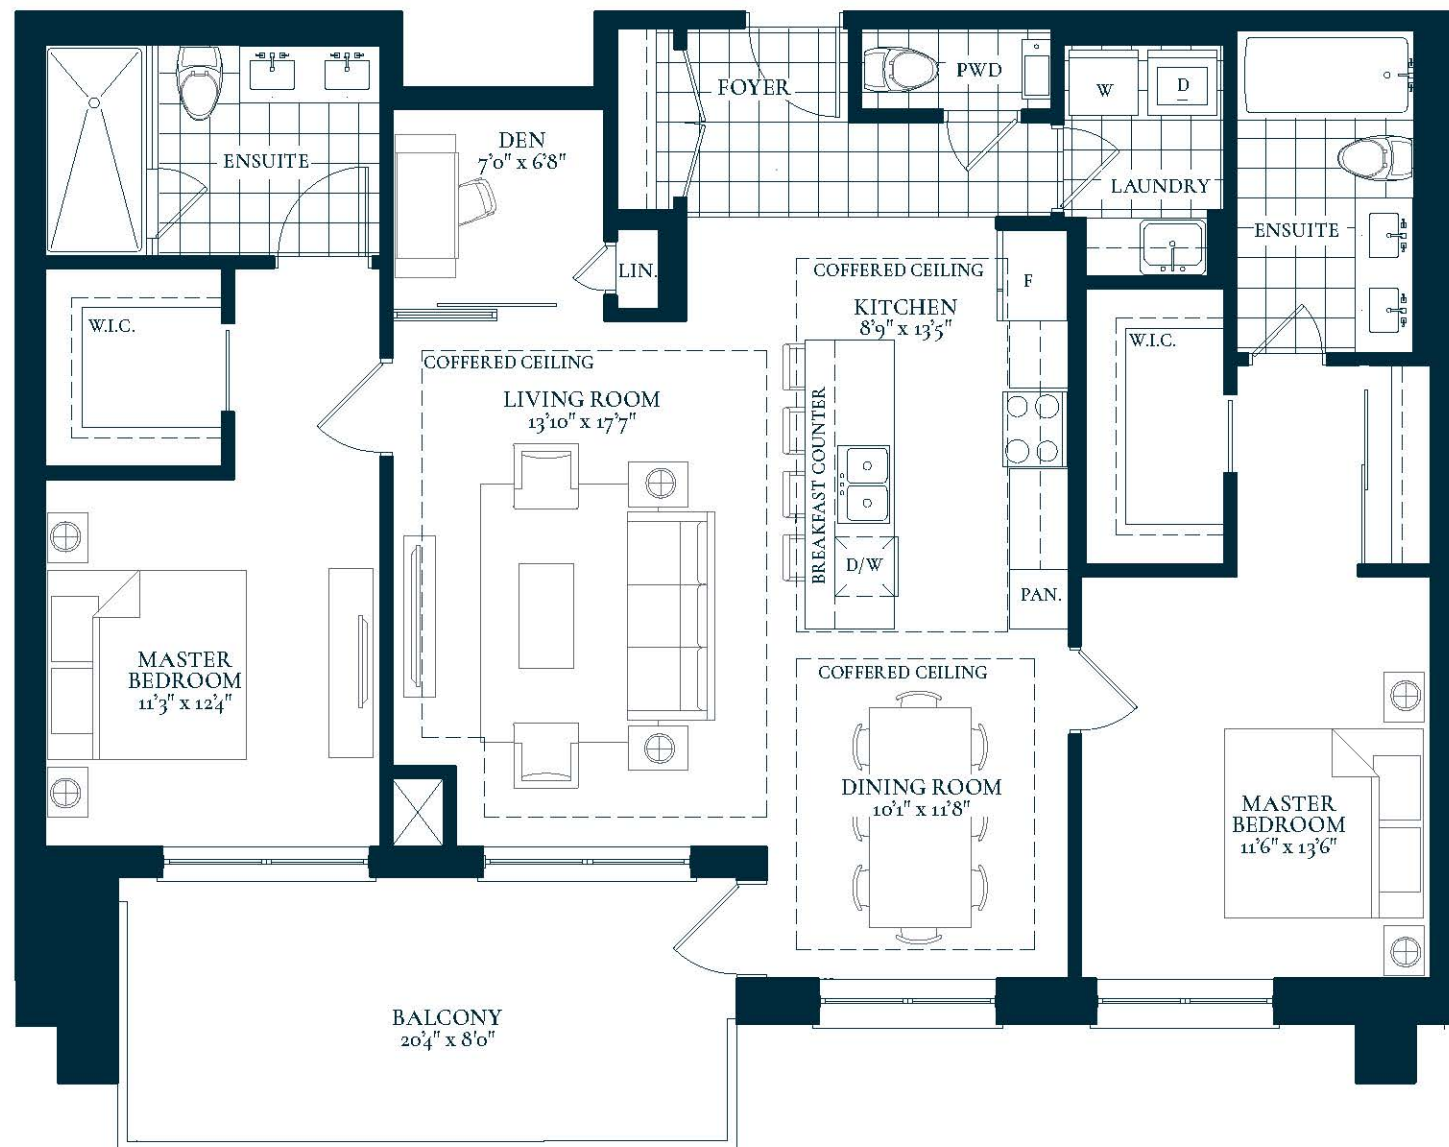 FOYER
PWD
W
D
DEN
7'0" x 6'8"
ENSUITE
LAUNDRY
ENSUITE
LIN.
COFFERED CEILING
F
KITCHEN
8'9" x 13'5"
W.I.C.
W.I.C.
COFFERED CEILING
LIVING ROOM
13'10" x 17'7"
BREAKFAST COUNTER
D/W
PAN.
MASTER
BEDROOM
11'3" x 12'4"
COFFERED CEILING
DINING ROOM
10'1" x 11'8"
MASTER
BEDROOM
11'6" x 13'6"
BALCONY
20'4" x 8'0"